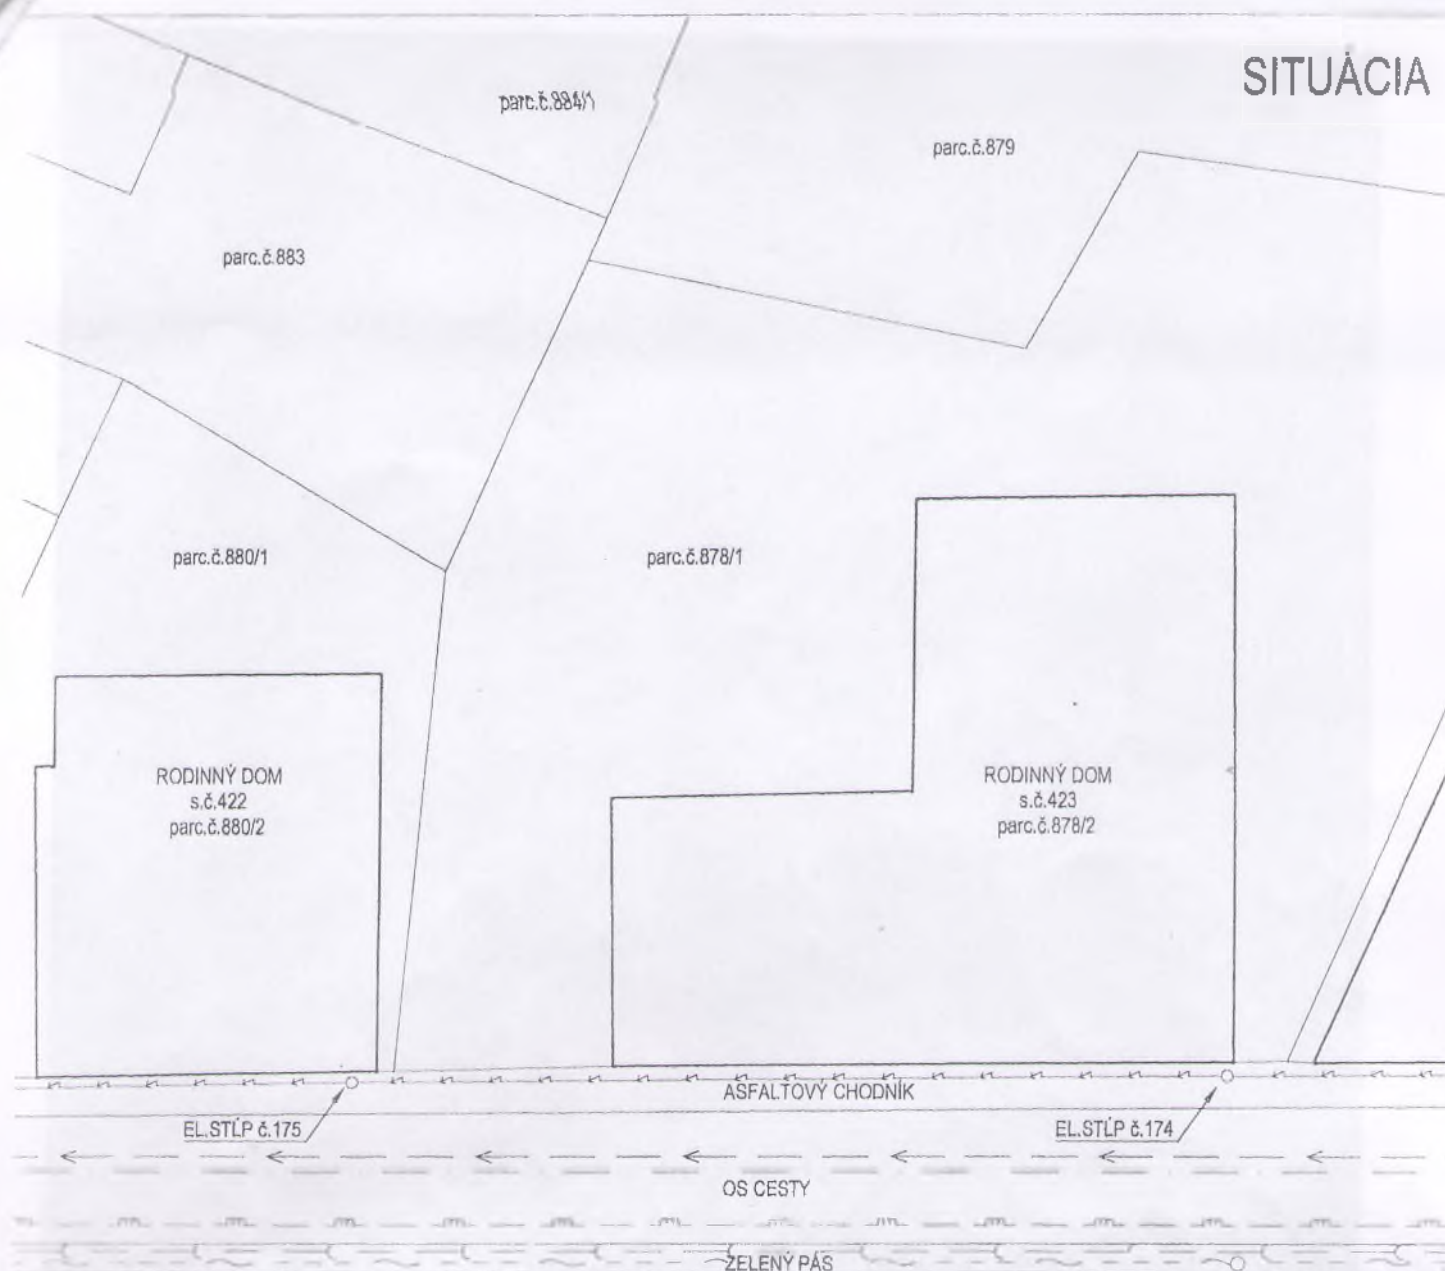 SITUÁCIA
parc.č.884/1
parc.č.879
parc.č.883
parc.č.880/1
parc.č.878/1
RODINNÝ DOM
s.č.422
parc.č.880/2
RODINNÝ DOM
s.č.423
parc.č.878/2
ASFALTOVÝ CHODNÍK
EL.STĹP č.175
EL.STĹP č.174
OS CESTY
ZELENÝ PÁS